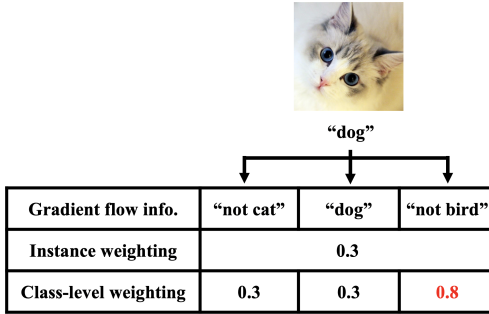 “dog”
Gradient flow info. “not cat” “dog” “not bird”
Instance weighting 0.3
Class-level weighting 0.3 0.3 0.8